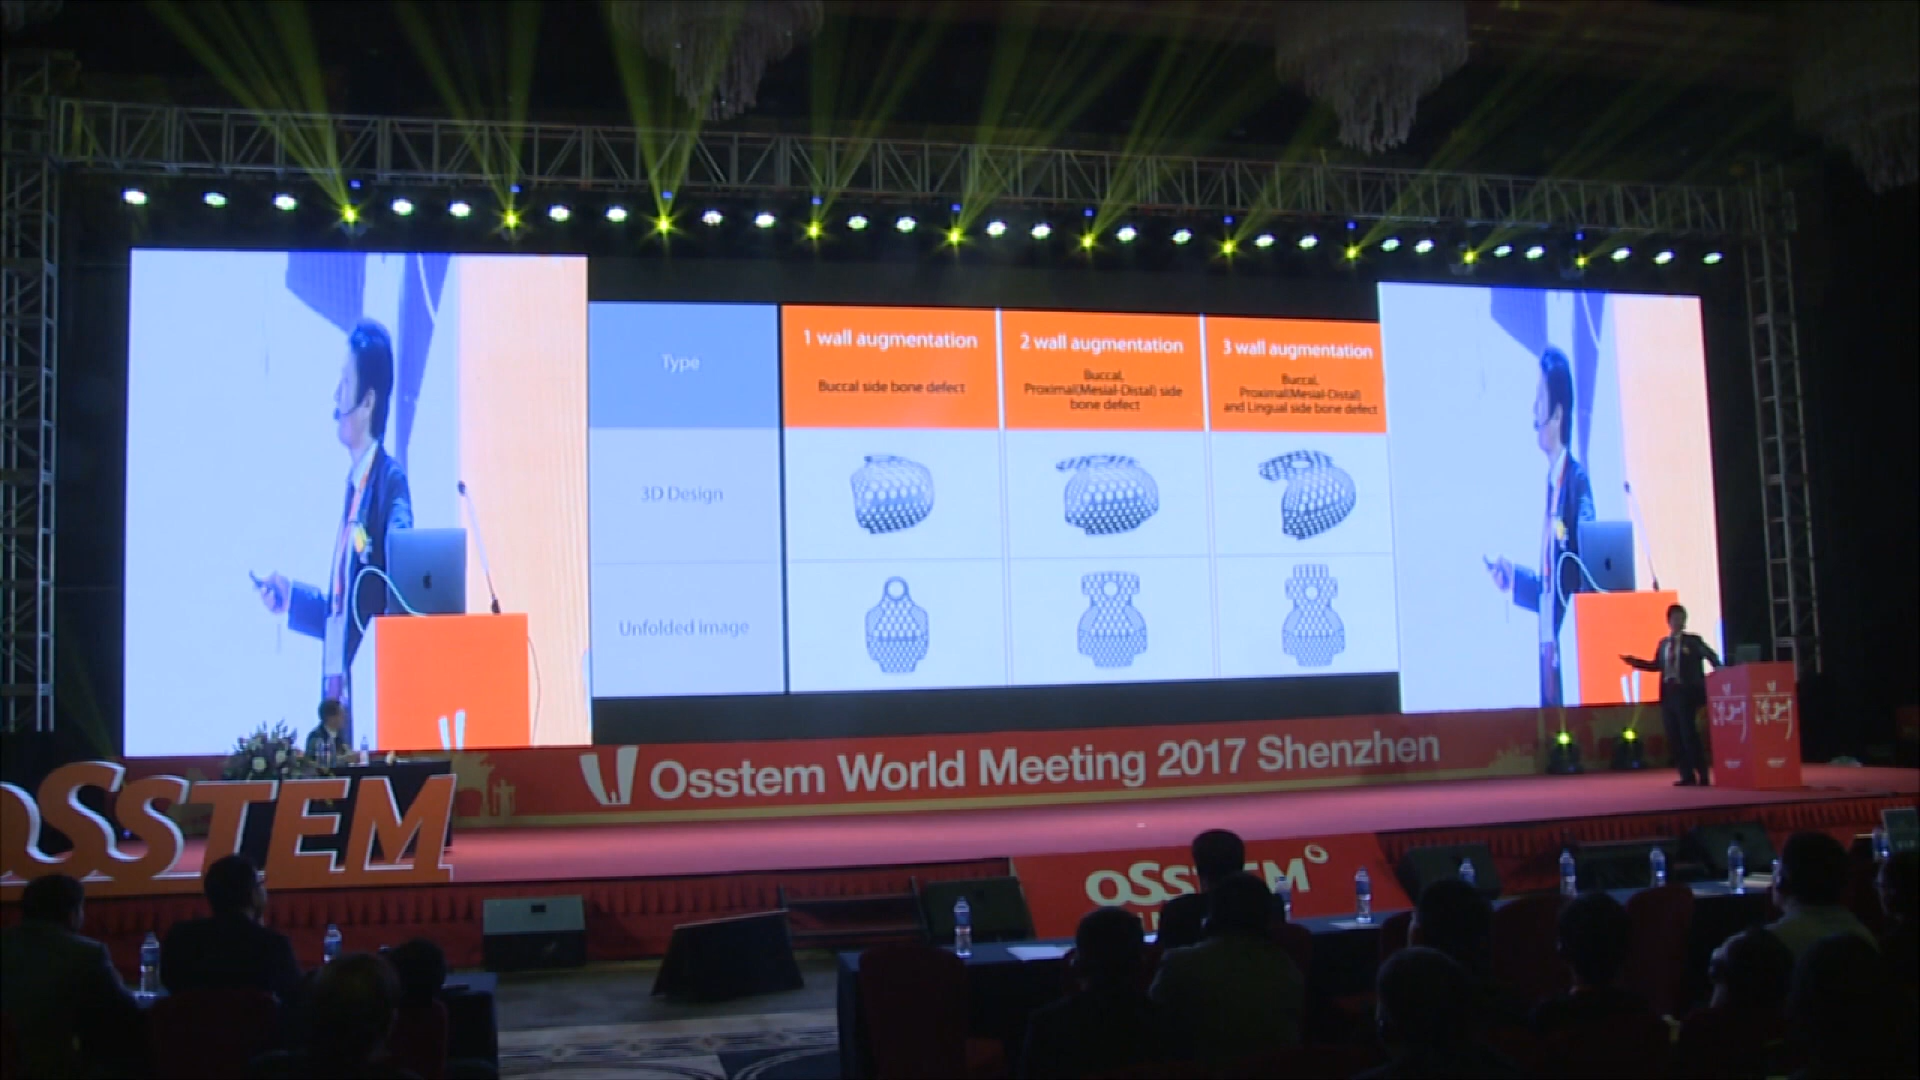 Type
1 wall augmentation
Buccal side bone defect
2 wall augmentation
Buccal,
Proximal(Mesial-Distal) side
bone defect
3 wall augmentation
Buccal,
Proximal(Mesial-Distal)
and Lingual side bone defect
3D Design
Unfolded image
Osstem World Meeting 2017 Shenzhen
OSSTEM
OSSTEM